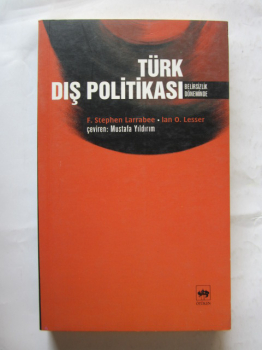 TÜRK
DIŞ POLİTİKASI
BELİRSİZLİK
DÖNEMİNDE
F. Stephen Larrabee • Ian O. Lesser
çeviren: Mustafa Yıldırım